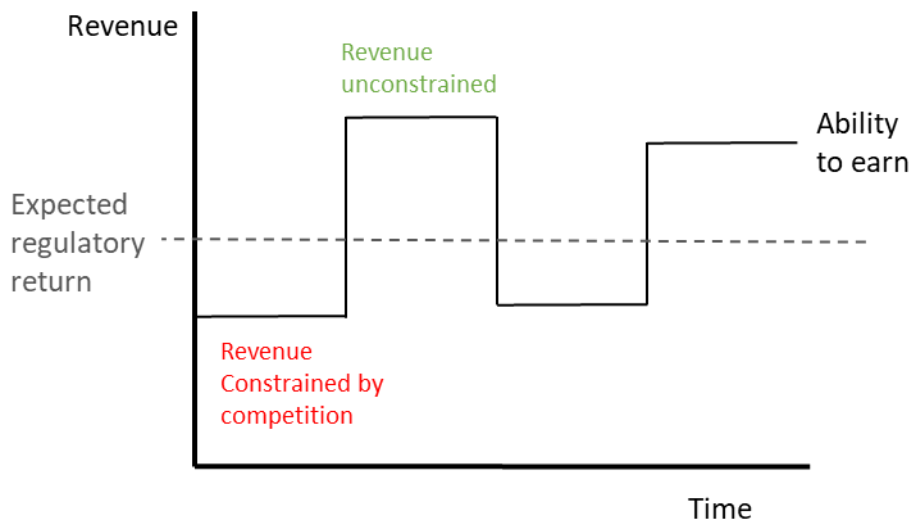 Revenue
Revenue
unconstrained
Ability
to earn
Expected
regulatory
return
Revenue
Constrained by
competition
Time